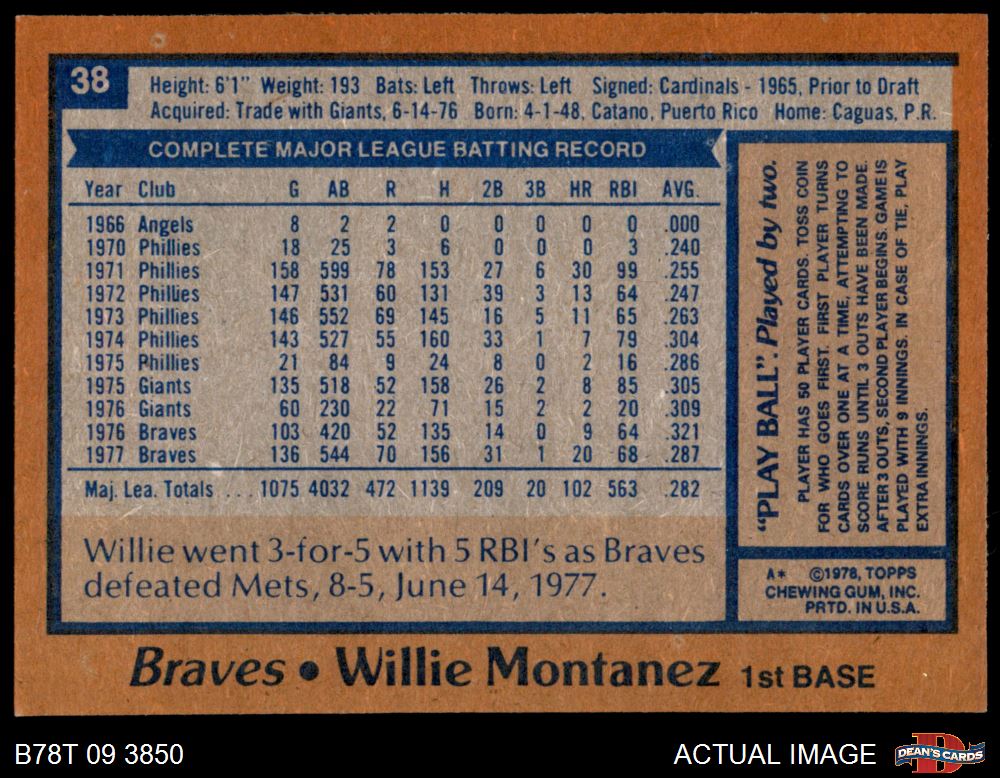 38
Height: 6'1" Weight: 193 Bats: Left Throws: Left Signed: Cardinals - 1965, Prior to Draft
Acquired: Trade with Giants, 6-14-76 Born: 4-1-48, Catano, Puerto Rico Home: Caguas, P.R.
COMPLETE MAJOR LEAGUE BATTING RECORD
Year Club G AB R H 2B 3B HR RBI AVG.
1966 Angels 8 2 2 0 0 0 0 0 .000
1970 Phillies 18 25 3 6 0 0 0 3 .240
1971 Phillies 158 599 78 153 27 6 30 99 .255
1972 Phillies 147 531 60 131 39 3 13 64 .247
1973 Phillies 146 552 69 145 16 5 11 65 .263
1974 Phillies 143 527 55 160 33 1 7 79 .304
1975 Phillies 21 84 9 24 8 0 2 16 .286
1975 Giants 135 518 52 158 26 2 8 85 .305
1976 Giants 60 230 22 71 15 2 2 20 .309
1976 Braves 103 420 52 135 14 0 9 64 .321
1977 Braves 136 544 70 156 31 1 20 68 .287
Maj. Lea. Totals ... 1075 4032 472 1139 209 20 102 563 .282
Willie went 3-for-5 with 5 RBI's as Braves
defeated Mets, 8-5, June 14, 1977.
"PLAY BALL". Played by two.
PLAYER HAS 50 PLAYER CARDS. TOSS COIN
FOR WHO GOES FIRST. FIRST PLAYER TURNS
CARDS OVER ONE AT A TIME, ATTEMPTING TO
SCORE RUNS UNTIL 3 OUTS HAVE BEEN MADE.
AFTER 3 OUTS, SECOND PLAYER BEGINS. GAME IS
PLAYED WITH 9 INNINGS. IN CASE OF TIE, PLAY
EXTRA INNINGS.
A* ©1978, TOPPS
CHEWING GUM, INC.
PRTD. IN U.S.A.
Braves • Willie Montanez 1st BASE
B78T 09 3850
ACTUAL IMAGE
D
DEAN'S CARDS